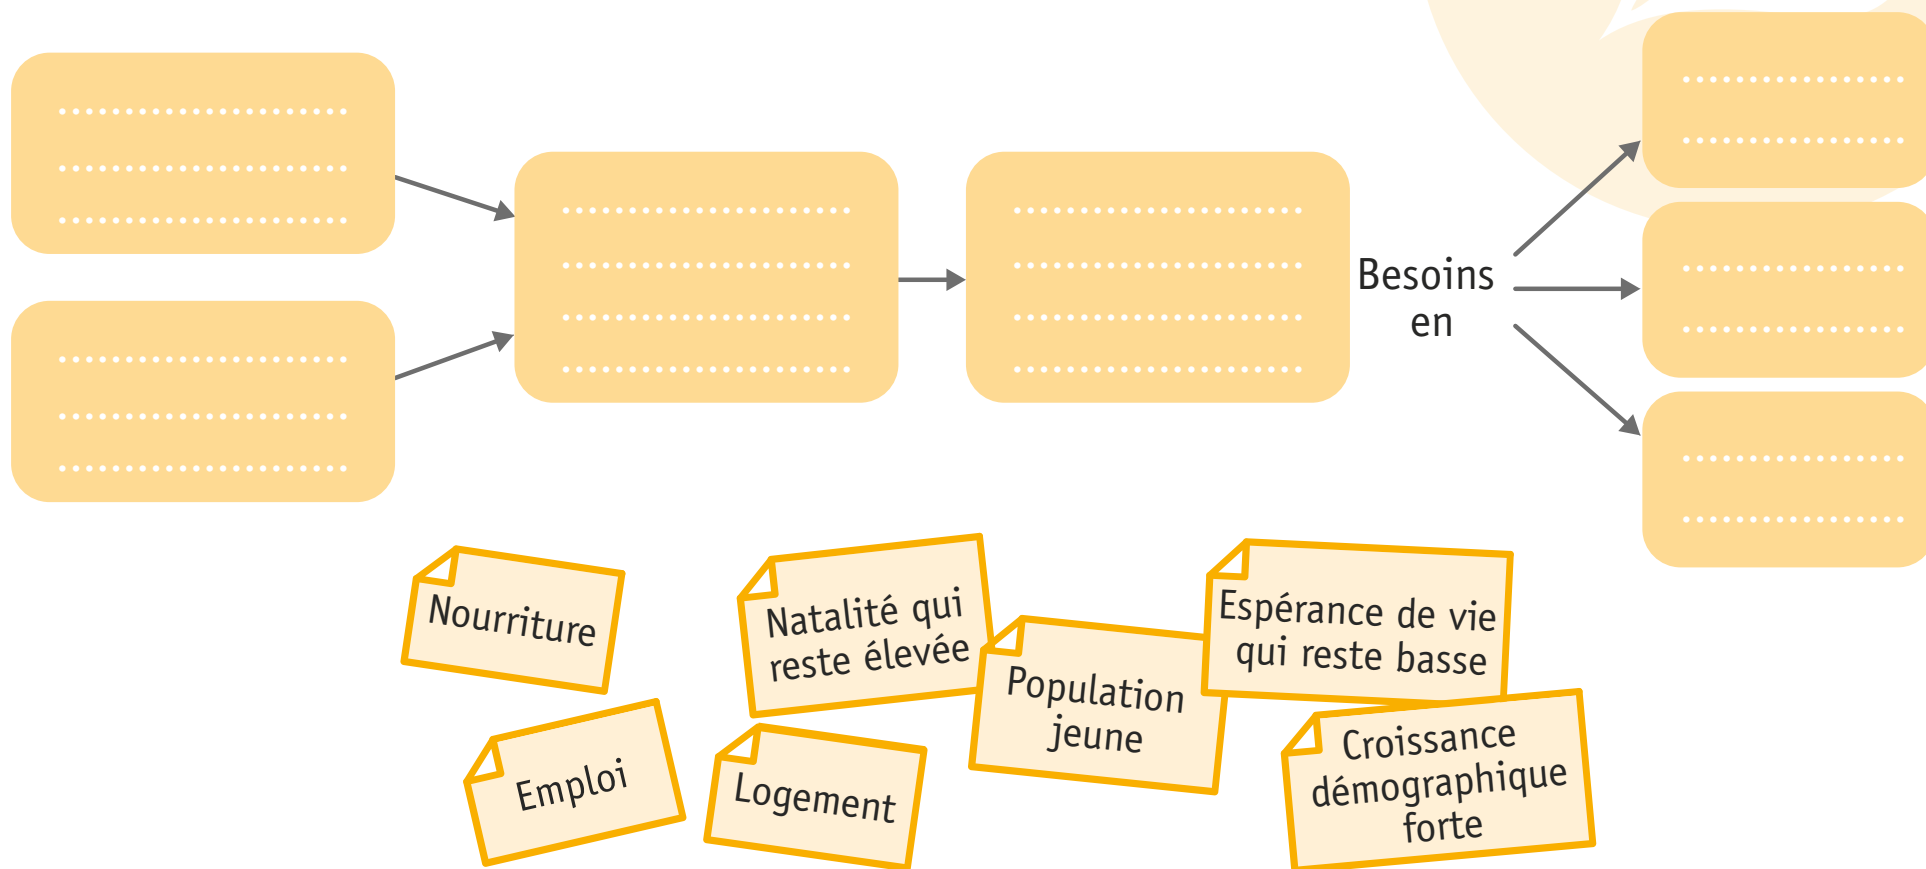 Besoins
en
Nourriture
Natalité qui
reste élevée
Population
jeune
Espérance de vie
qui reste basse
Emploi
Logement
Croissance
démographique
forte